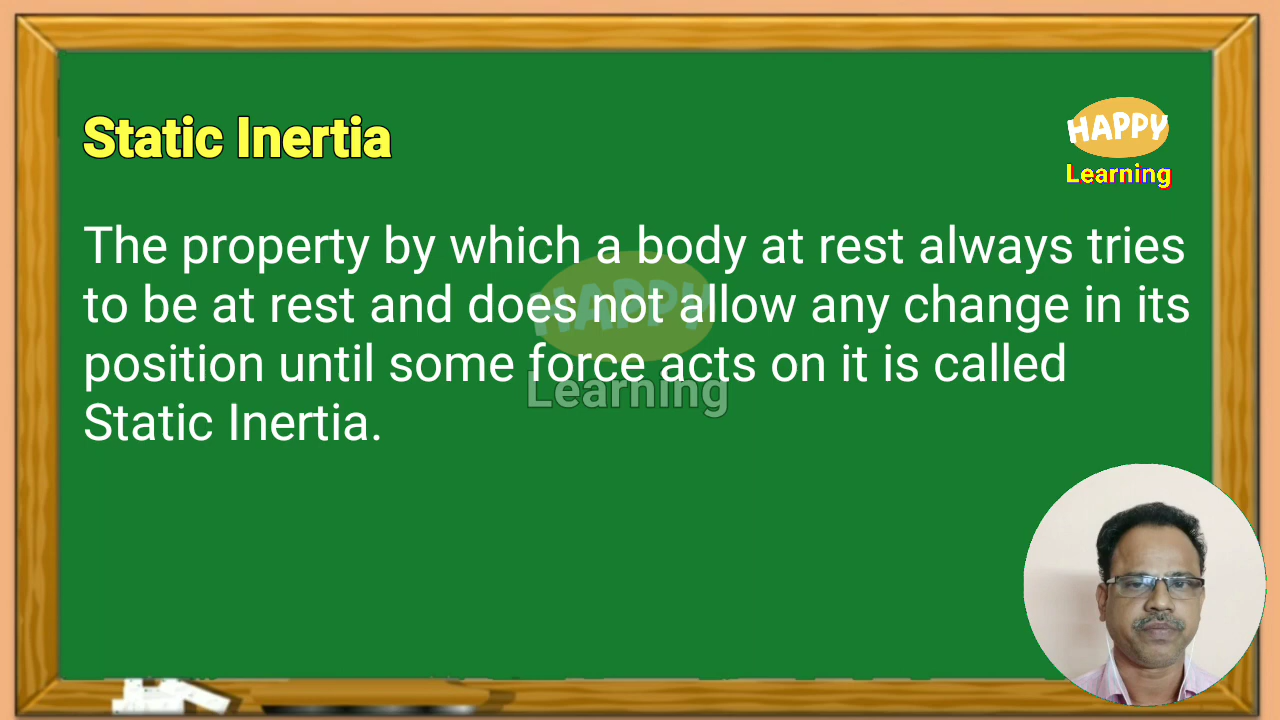 Static Inertia
HAPPY
Learning
The property by which a body at rest always tries
to be at rest and does not allow any change in its
position until some force acts on it is called
Static Inertia.
HAPPY
Learning